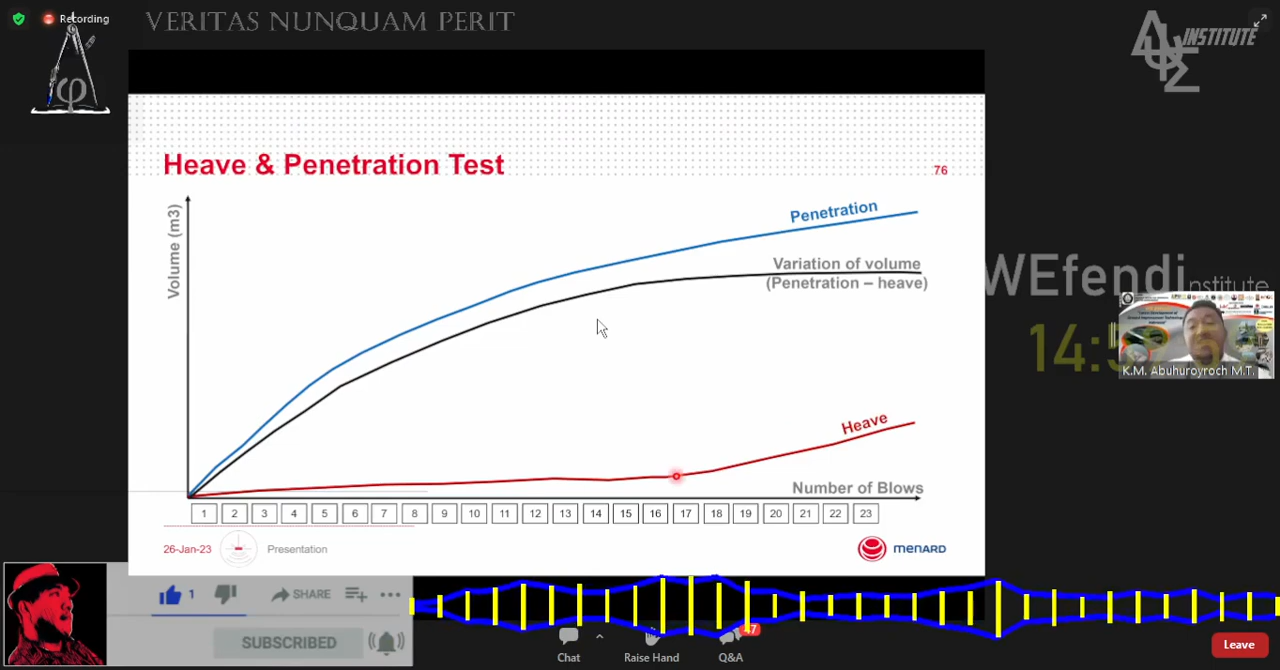 Recording
VERITAS NUNQUAM PERIT
INSTITUTE
Heave & Penetration Test
76
Volume (m3)
Penetration
Variation of volume
(Penetration – heave)
Heave
Number of Blows
1 2 3 4 5 6 7 8 9 10 11 12 13 14 15 16 17 18 19 20 21 22 23
26-Jan-23
Presentation
MENARD
WEfendi
nstitute
14:5
K.M. Abuhuroyroch M.T.
1
SHARE
SUBSCRIBED
Chat
Raise Hand
Q&A
Leave